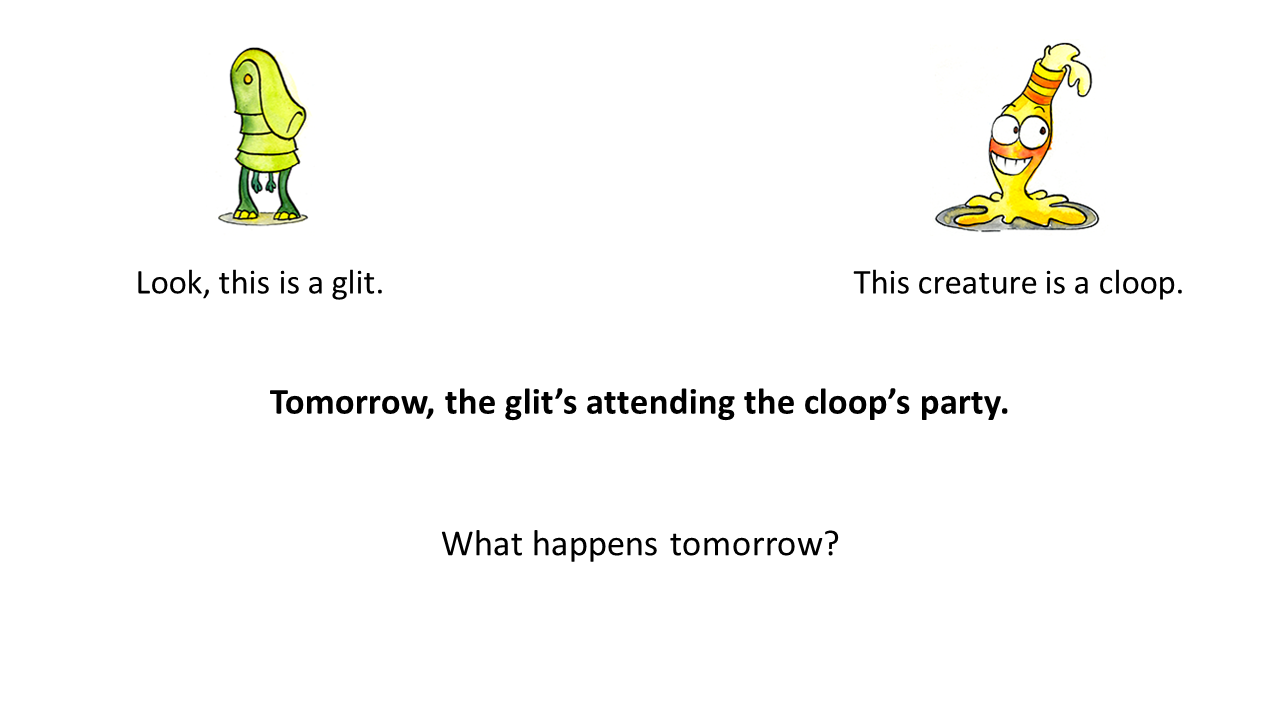 Look, this is a glit.
This creature is a cloop.
Tomorrow, the glit’s attending the cloop’s party.
What happens tomorrow?